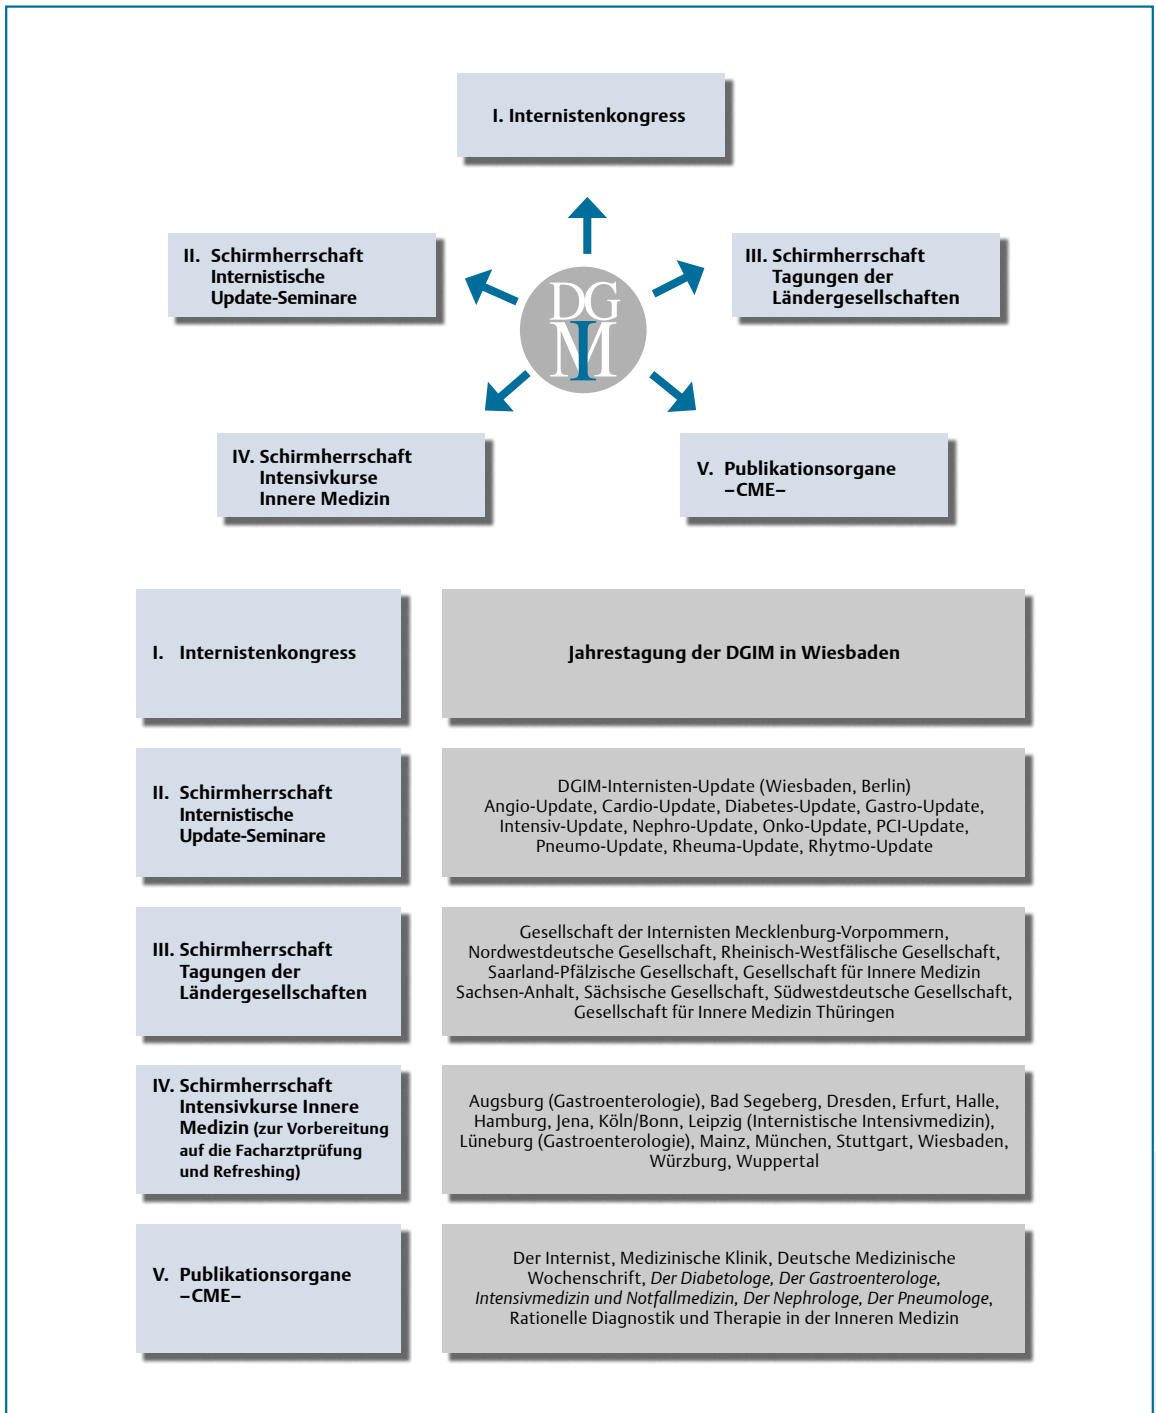 I. Internistenkongress
II. Schirmherrschaft
Internistische
Update-Seminare
III. Schirmherrschaft
Tagungen der
Ländergesellschaften
DG
IM
IV. Schirmherrschaft
Intensivkurse
Innere Medizin
V. Publikationsorgane
–CME–
I. Internistenkongress
Jahrestagung der DGIM in Wiesbaden
II. Schirmherrschaft
Internistische
Update-Seminare
DGIM-Internisten-Update (Wiesbaden, Berlin)
Angio-Update, Cardio-Update, Diabetes-Update, Gastro-Update,
Intensiv-Update, Nephro-Update, Onko-Update, PCI-Update,
Pneumo-Update, Rheuma-Update, Rhytmo-Update
III. Schirmherrschaft
Tagungen der
Ländergesellschaften
Gesellschaft der Internisten Mecklenburg-Vorpommern,
Nordwestdeutsche Gesellschaft, Rheinisch-Westfälische Gesellschaft,
Saarland-Pfälzische Gesellschaft, Gesellschaft für Innere Medizin
Sachsen-Anhalt, Sächsische Gesellschaft, Südwestdeutsche Gesellschaft,
Gesellschaft für Innere Medizin Thüringen
IV. Schirmherrschaft
Intensivkurse Innere
Medizin (zur Vorbereitung
auf die Facharztprüfung
und Refreshing)
Augsburg (Gastroenterologie), Bad Segeberg, Dresden, Erfurt, Halle,
Hamburg, Jena, Köln/Bonn, Leipzig (Internistische Intensivmedizin),
Lüneburg (Gastroenterologie), Mainz, München, Stuttgart, Wiesbaden,
Würzburg, Wuppertal
V. Publikationsorgane
–CME–
Der Internist, Medizinische Klinik, Deutsche Medizinische
Wochenschrift, Der Diabetologe, Der Gastroenterologe,
Intensivmedizin und Notfallmedizin, Der Nephrologe, Der Pneumologe,
Rationelle Diagnostik und Therapie in der Inneren Medizin